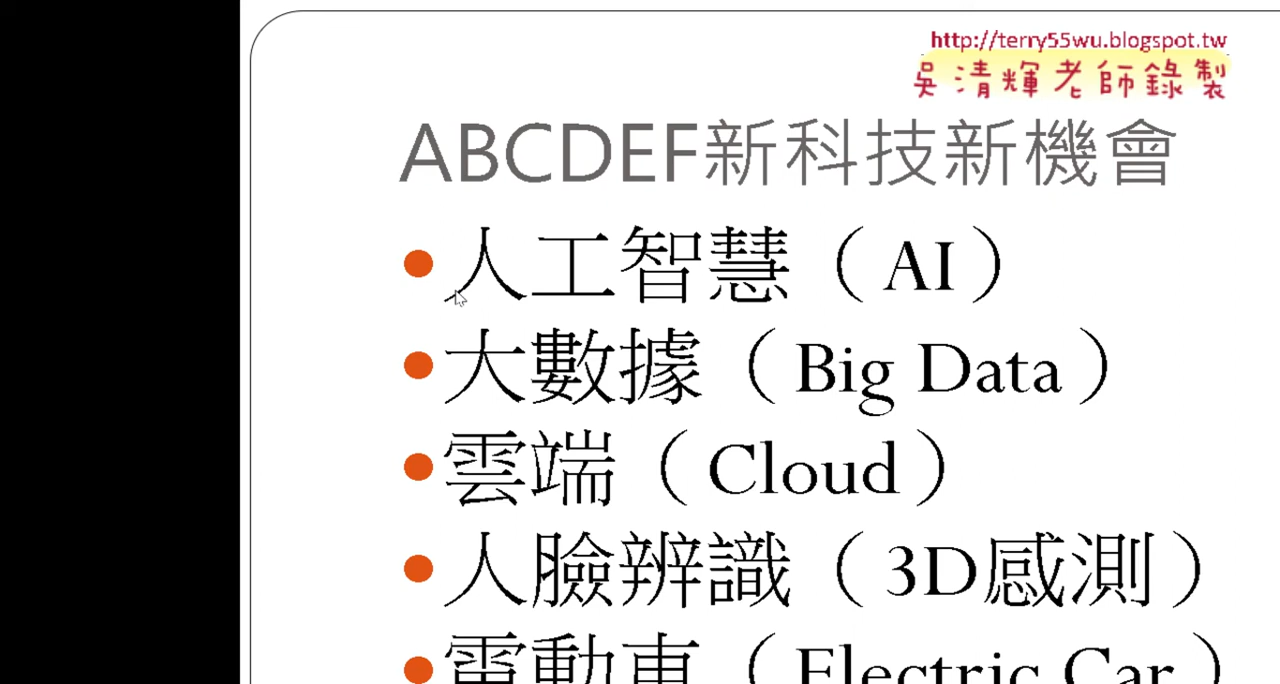 http://terry55wu.blogspot.tw
吳清輝老師錄製
ABCDEF新科技新機會
人工智慧（AI）
大數據（Big Data）
雲端（Cloud）
人臉辨識（3D感測）
電動車（Electric Car）